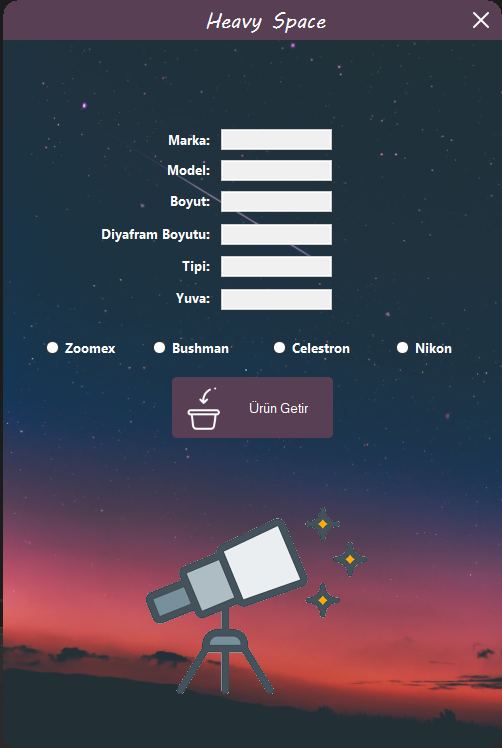 Heavy Space
Marka:
Model:
Boyut:
Diyafram Boyutu:
Tipi:
Yuva:
Zoomex Bushman Celestron Nikon
Ürün Getir